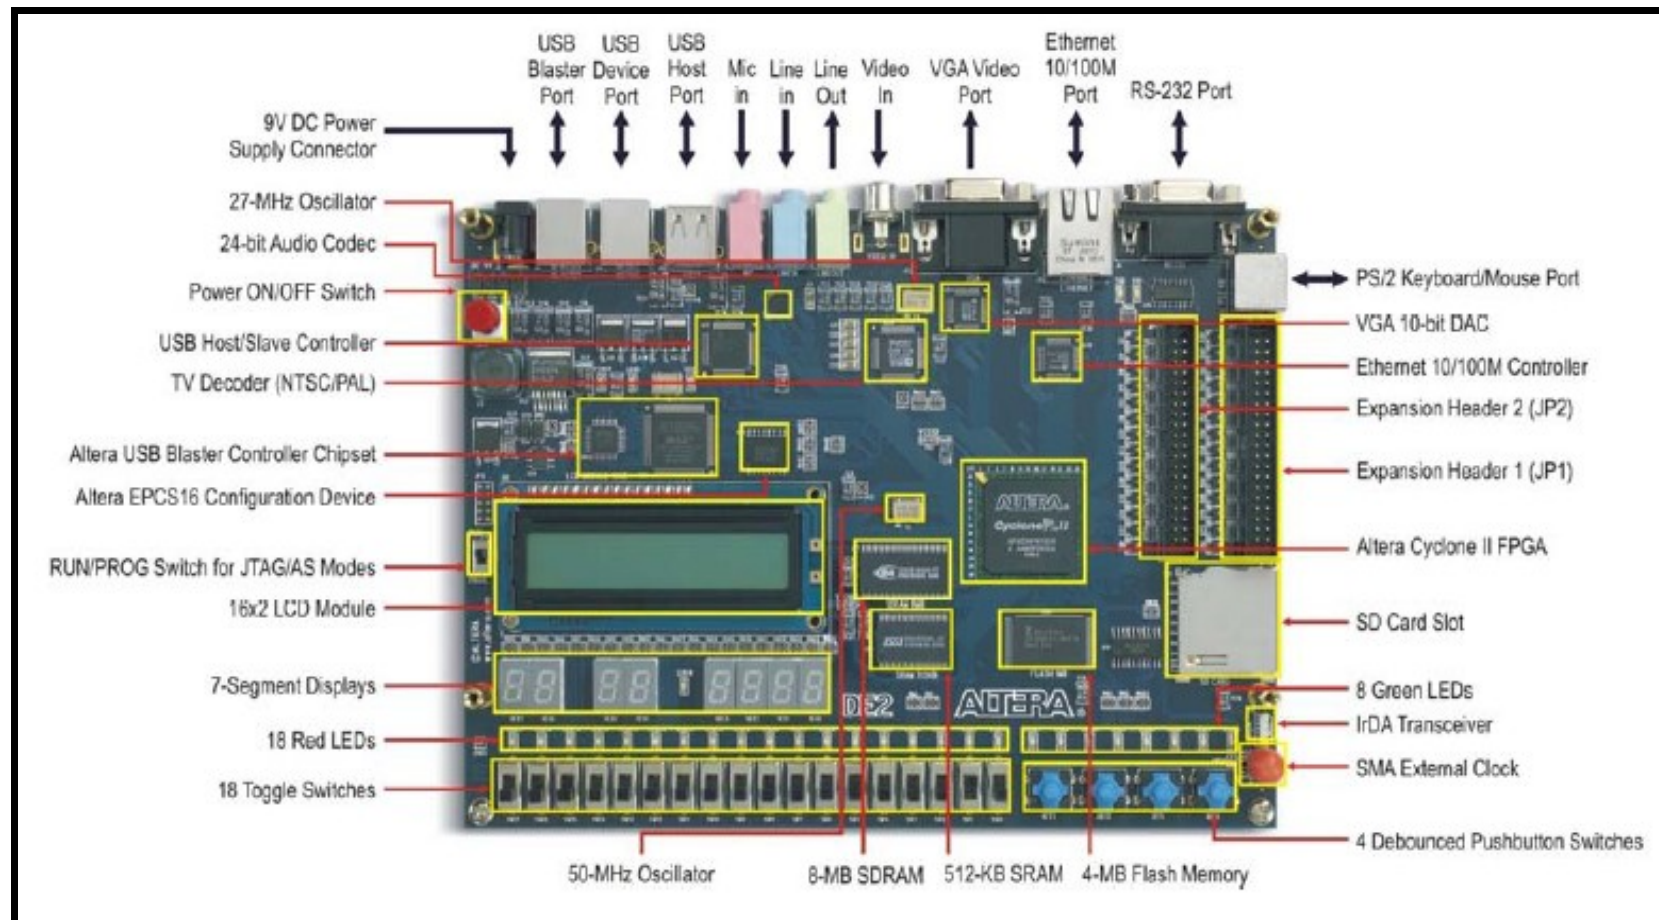 USB
Blaster
Port
USB
Device
Port
USB
Host
Port
Mic
in
Line
in
Line
Out
Video
In
VGA Video
Port
Ethernet
10/100M
Port
RS-232 Port
9V DC Power
Supply Connector
27-MHz Oscillator
24-bit Audio Codec
Power ON/OFF Switch
USB Host/Slave Controller
TV Decoder (NTSC/PAL)
Altera USB Blaster Controller Chipset
Altera EPCS16 Configuration Device
RUN/PROG Switch for JTAG/AS Modes
16x2 LCD Module
7-Segment Displays
18 Red LEDs
18 Toggle Switches
PS/2 Keyboard/Mouse Port
VGA 10-bit DAC
Ethernet 10/100M Controller
Expansion Header 2 (JP2)
Expansion Header 1 (JP1)
Altera Cyclone II FPGA
SD Card Slot
8 Green LEDs
IrDA Transceiver
SMA External Clock
4 Debounced Pushbutton Switches
50-MHz Oscillator
8-MB SDRAM
512-KB SRAM
4-MB Flash Memory
ALTERA
Cyclone II
DE2
ALTERA